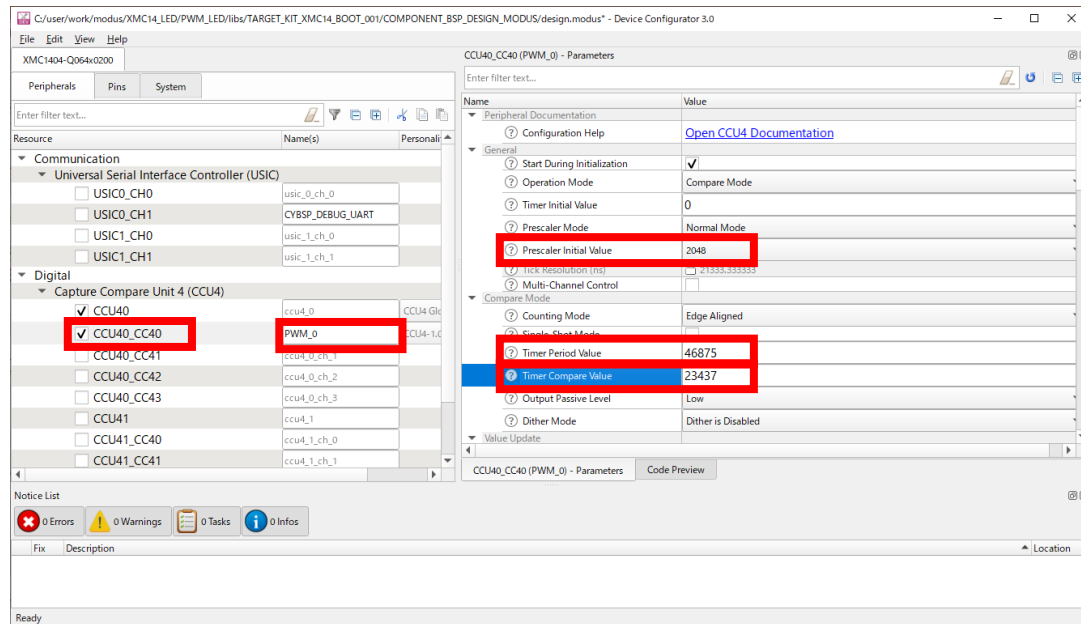 C:/user/work/modus/XMC14_LED/PWM_LED/libs/TARGET_KIT_XMC14_BOOT_001/COMPONENT_BSP_DESIGN_MODUS/design.modus* - Device Configurator 3.0
File Edit View Help
XMC1404-Q064x0200
Peripherals Pins System
Enter filter text...
Resource Name(s) Personali
Communication
Universal Serial Interface Controller (USIC)
USIC0_CH0 usic_0_ch_0
USIC0_CH1 CYBSP_DEBUG_UART
USIC1_CH0 usic_1_ch_0
USIC1_CH1 usic_1_ch_1
Digital
Capture Compare Unit 4 (CCU4)
CCU40 ccu4_0 CCU4 Glo
CCU40_CC40 PWM_0 CCU4-1.0
CCU40_CC41 ccu4_0_ch_1
CCU40_CC42 ccu4_0_ch_2
CCU40_CC43 ccu4_0_ch_3
CCU41 ccu4_1
CCU41_CC40 ccu4_1_ch_0
CCU41_CC41 ccu4_1_ch_1
CCU40_CC40 (PWM_0) - Parameters
Enter filter text...
Name Value
Peripheral Documentation
Configuration Help Open CCU4 Documentation
General
Start During Initialization
Operation Mode Compare Mode
Timer Initial Value 0
Prescaler Mode Normal Mode
Prescaler Initial Value 2048
Tick Resolution (ns) 21333.333333
Multi-Channel Control
Compare Mode
Counting Mode Edge Aligned
Single-Shot Mode
Timer Period Value 46875
Timer Compare Value 23437
Output Passive Level Low
Dither Mode Dither is Disabled
Value Update
CCU40_CC40 (PWM_0) - Parameters Code Preview
Notice List
0 Errors 0 Warnings 0 Tasks 0 Infos
Fix Description Location
Ready